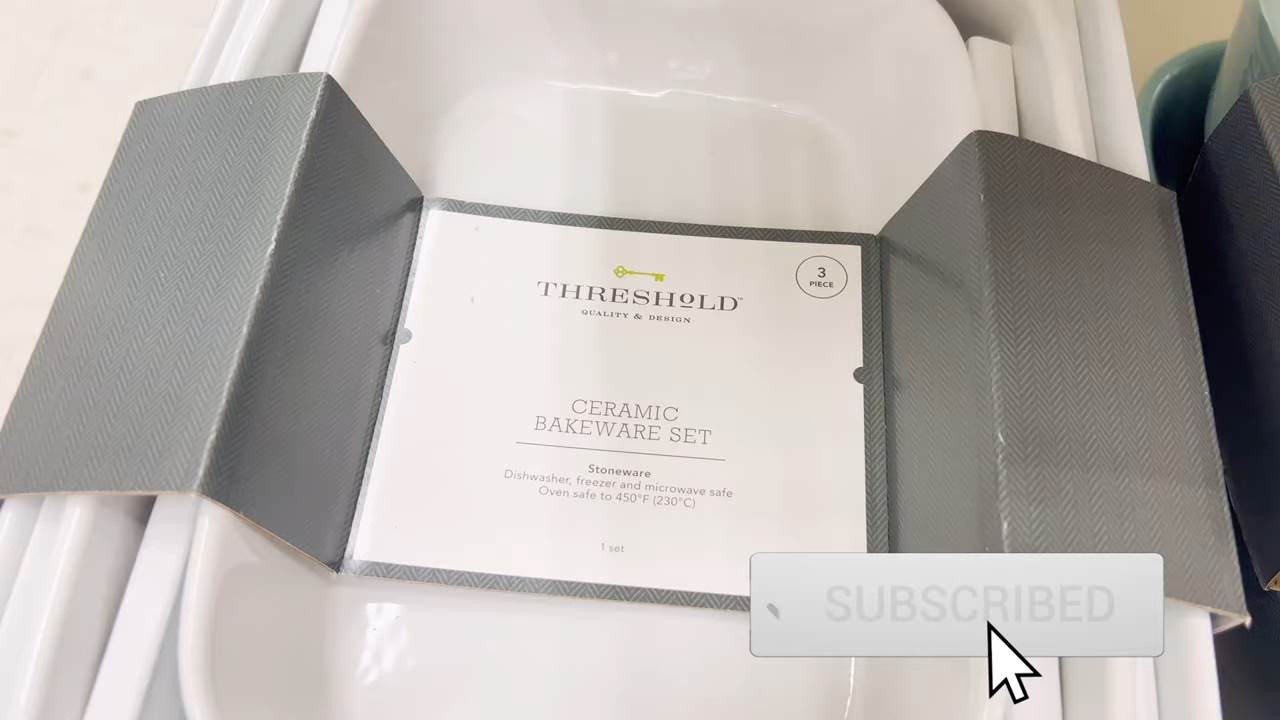 3
PIECE
THRESHOLD™
QUALITY & DESIGN
CERAMIC
BAKEWARE SET
Stoneware
Dishwasher, freezer and microwave safe
Oven safe to 450°F (230°C)
1 set
SUBSCRIBED